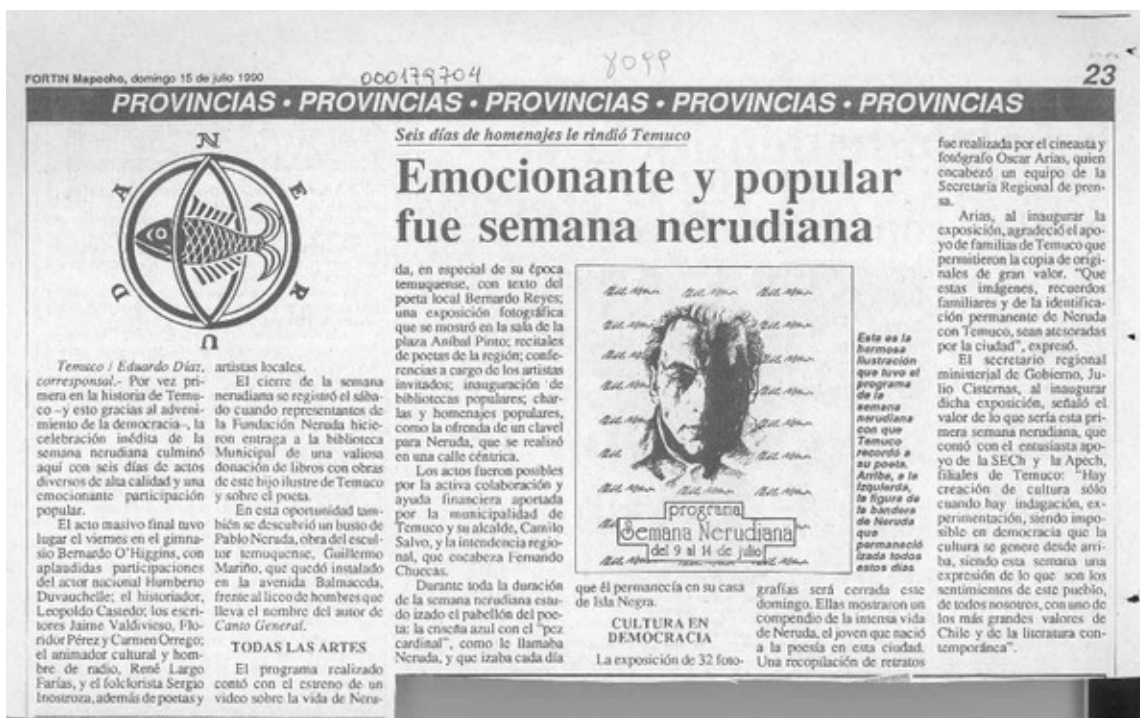 FORTIN Mapocho, domingo 15 de julio 1990
000179704
8099
23
PROVINCIAS • PROVINCIAS • PROVINCIAS • PROVINCIAS • PROVINCIAS
N E R U D A
Seis días de homenajes le rindió Temuco
Emocionante y popular
fue semana nerudiana
Temuco / Eduardo Díaz,
corresponsal.- Por vez pri-
mera en la historia de Temu-
co –y esto gracias al adveni-
miento de la democracia–, la
celebración inédita de la
semana nerudiana culminó
aquí con seis días de actos
diversos de alta calidad y una
emocionante participación
popular.
El acto masivo final tuvo
lugar el viernes en el gimna-
sio Bernardo O'Higgins, con
aplaudidas participaciones
del actor nacional Humberto
Duvauchelle; el historiador,
Leopoldo Castedo; los escri-
tores Jaime Valdivieso, Flo-
ridor Pérez y Carmen Orrego;
el animador cultural y hom-
bre de radio, René Largo
Farías, y el folclorista Sergio
Inostroza, además de poetas y
artistas locales.
El cierre de la semana
nerudiana se registró el sába-
do cuando representantes de
la Fundación Neruda hicie-
ron entrega a la biblioteca
Municipal de una valiosa
donación de libros con obras
de este hijo ilustre de Temuco
y sobre el poeta.
En esta oportunidad tam-
bién se descubrió un busto de
Pablo Neruda, obra del escul-
tor temuquense, Guillermo
Mariño, que quedó instalado
en la avenida Balmaceda,
frente al liceo de hombres que
lleva el nombre del autor de
Canto General.
TODAS LAS ARTES
El programa realizado
contó con el estreno de un
video sobre la vida de Neru-
da, en especial de su época
temuquense, con texto del
poeta local Bernardo Reyes;
una exposición fotográfica
que se mostró en la sala de la
plaza Aníbal Pinto; recitales
de poetas de la región; confe-
rencias a cargo de los artistas
invitados; inauguración de
bibliotecas populares; char-
las y homenajes populares,
como la ofrenda de un clavel
para Neruda, que se realizó
en una calle céntrica.
Los actos fueron posibles
por la activa colaboración y
ayuda financiera aportada
por la municipalidad de
Temuco y su alcalde, Camilo
Salvo, y la intendencia regio-
nal, que encabeza Fernando
Chuecas.
Durante toda la duración
de la semana nerudiana estu-
do izado el pabellón del poe-
ta; la enseña azul con el "pez
cardinal", como le llamaba
Neruda, y que izaba cada día
programa
Semana Nerudiana
del 9 al 14 de julio
Esta es la
hermosa
ilustración
que tuvo el
programa
de la
semana
nerudiana
con que
Temuco
recordó a
su poeta.
Arriba, a la
izquierda,
la figura de
la bandera
de Neruda
que
permaneció
izada todos
estos días
que él permanecía en su casa
de Isla Negra.
CULTURA EN
DEMOCRACIA
La exposición de 32 foto-
grafías será cerrada este
domingo. Ellas mostraron un
compendio de la intensa vida
de Neruda, el joven que nació
a la poesía en esta ciudad.
Una recopilación de retratos
fue realizada por el cineasta y
fotógrafo Oscar Arias, quien
encabezó un equipo de la
Secretaría Regional de pren-
sa.
Arias, al inaugurar la
exposición, agradeció el apo-
yo de familias de Temuco que
permitieron la copia de origi-
nales de gran valor. "Que
estas imágenes, recuerdos
familiares y de la identifica-
ción permanente de Neruda
con Temuco, sean atesoradas
por la ciudad", expresó.
El secretario regional
ministerial de Gobierno, Ju-
lio Cisternas, al inaugurar
dicha exposición, señaló el
valor de lo que sería esta pri-
mera semana nerudiana, que
contó con el entusiasta apo-
yo de la SECh y la Apech,
filiales de Temuco: "Hay
creación de cultura sólo
cuando hay indagación, ex-
perimentación, siendo impo-
sible en democracia que la
cultura se genere desde arri-
ba, siendo esta semana una
expresión de lo que son los
sentimientos de este pueblo,
de todos nosotros, con uno de
los más grandes valores de
Chile y de la literatura con-
temporánea".